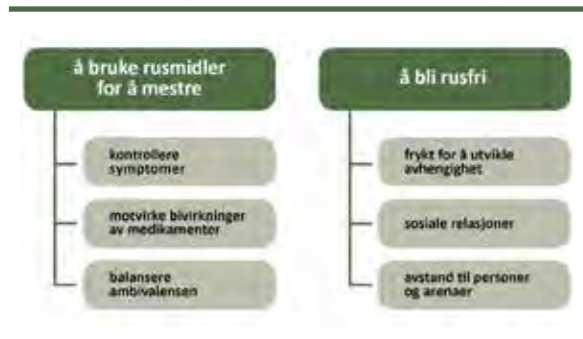 å bruke rusmidler
for å mestre
kontrollere
symptomer
motvirke bivirkninger
av medikamenter
balansere
ambivalensen
å bli rusfri
frykt for å utvikle
avhengighet
sosiale relasjoner
avstand til personer
og arenaer